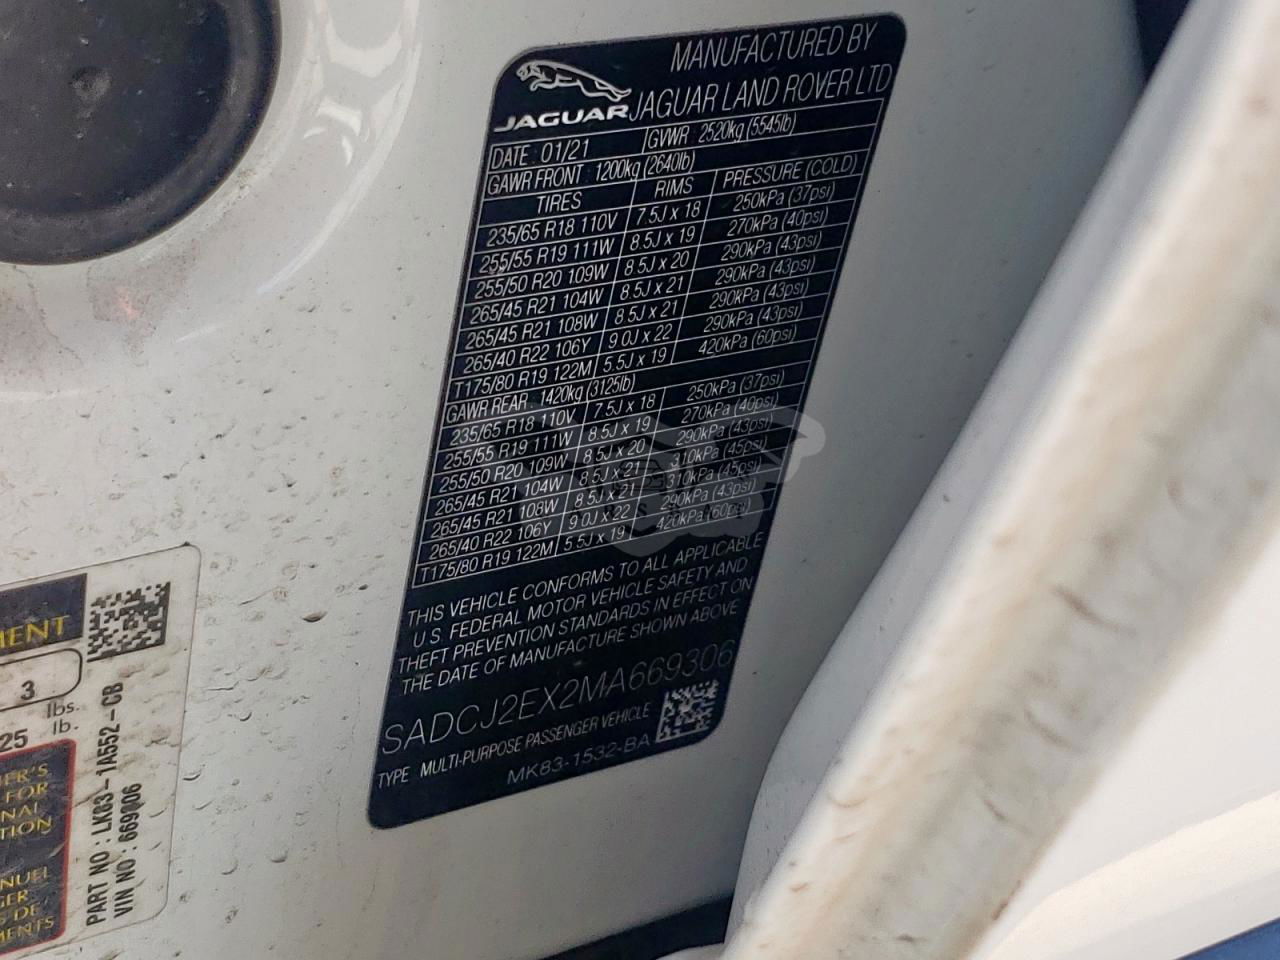 JAGUAR
MANUFACTURED BY
JAGUAR LAND ROVER LTD
DATE : 01/21 GVWR : 2520kg (5545lb)
GAWR FRONT : 1200kg (2640lb)
TIRES RIMS PRESSURE (COLD)
235/65 R18 110V 7.5J x 18 250kPa (37psi)
255/55 R19 111W 8.5J x 19 270kPa (40psi)
255/50 R20 109W 8.5J x 20 290kPa (43psi)
265/45 R21 104W 8.5J x 21 290kPa (43psi)
265/45 R21 108W 8.5J x 21 290kPa (43psi)
265/40 R22 106Y 9.0J x 22 290kPa (43psi)
T175/80 R19 122M 5.5J x 19 420kPa (60psi)
GAWR REAR : 1420kg (3125lb)
235/65 R18 110V 7.5J x 18 250kPa (37psi)
255/55 R19 111W 8.5J x 19 270kPa (40psi)
255/50 R20 109W 8.5J x 20 290kPa (43psi)
265/45 R21 104W 8.5J x 21 310kPa (45psi)
265/45 R21 108W 8.5J x 21 310kPa (45psi)
265/40 R22 106Y 9.0J x 22 290kPa (43psi)
T175/80 R19 122M 5.5J x 19 420kPa (60psi)
THIS VEHICLE CONFORMS TO ALL APPLICABLE
U.S. FEDERAL MOTOR VEHICLE SAFETY AND
THEFT PREVENTION STANDARDS IN EFFECT ON
THE DATE OF MANUFACTURE SHOWN ABOVE
SADCJ2EX2MA669306
TYPE : MULTI-PURPOSE PASSENGER VEHICLE
MK83-1532-BA
MENT
3
lbs.
25 lb.
ER'S
FOR
NAL
TION
NUEL
GER
S DE
MENTS
PART NO : LK83-1A552-CB
VIN NO : 669306